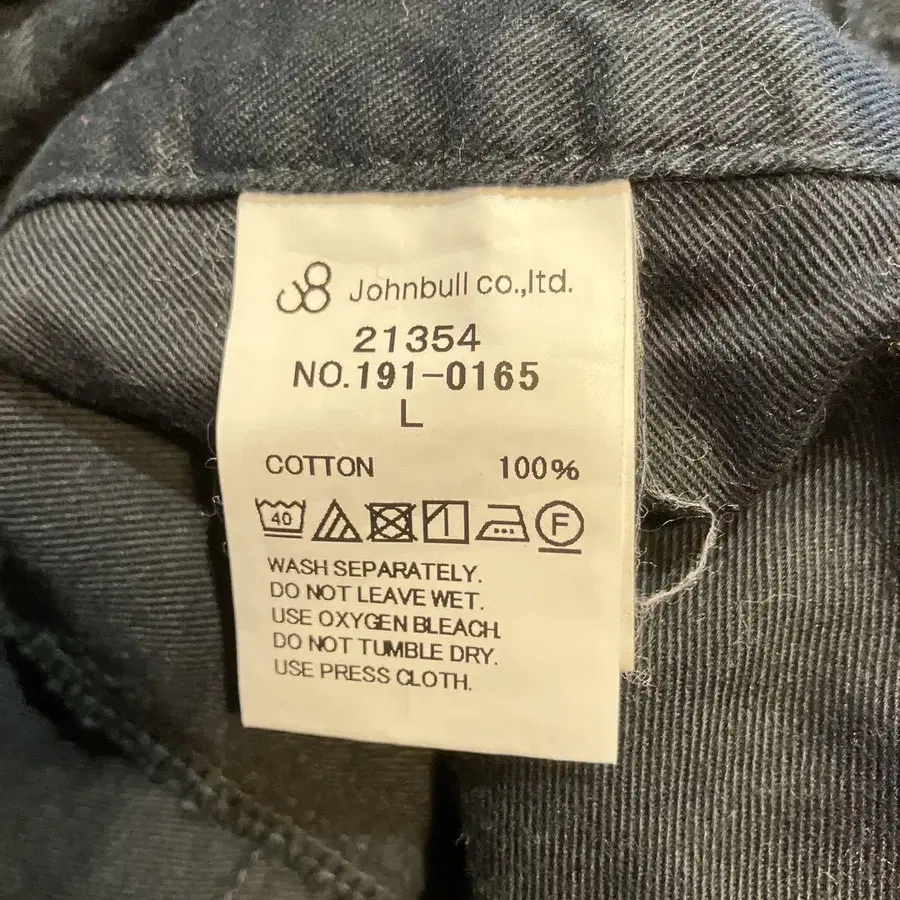 Johnbull co.,ltd.
21354
NO.191-0165
L
COTTON 100%
40 F
WASH SEPARATELY.
DO NOT LEAVE WET.
USE OXYGEN BLEACH.
DO NOT TUMBLE DRY.
USE PRESS CLOTH.